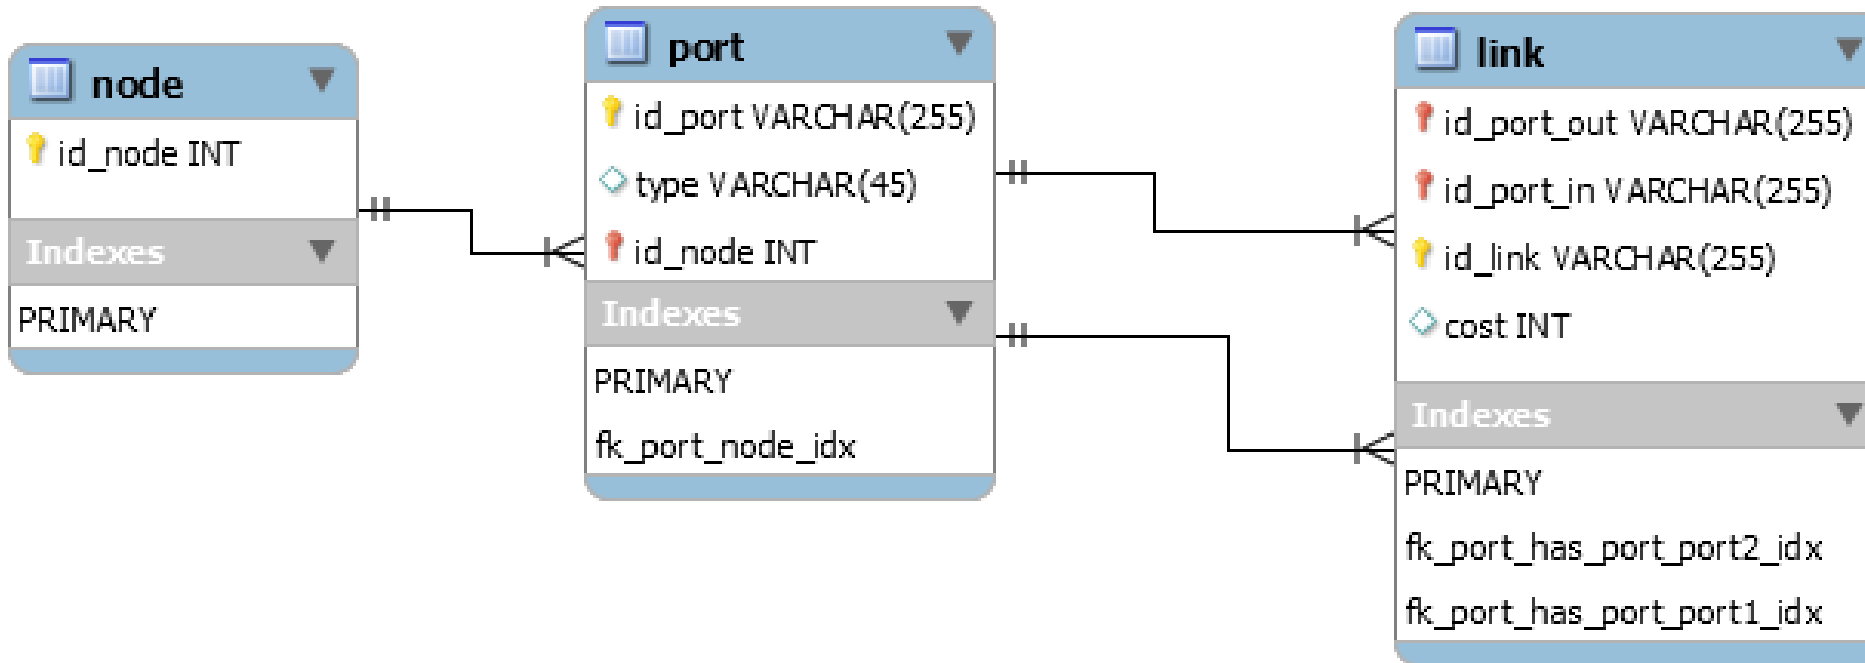 node
id_node INT
Indexes
PRIMARY
port
id_port VARCHAR(255)
type VARCHAR(45)
id_node INT
Indexes
PRIMARY
fk_port_node_idx
link
id_port_out VARCHAR(255)
id_port_in VARCHAR(255)
id_link VARCHAR(255)
cost INT
Indexes
PRIMARY
fk_port_has_port_port2_idx
fk_port_has_port_port1_idx